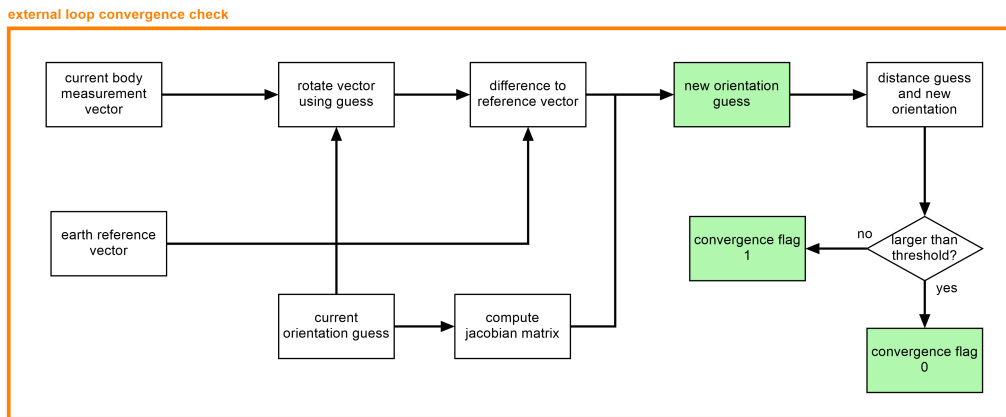 external loop convergence check
current body
measurement
vector
rotate vector
using guess
difference to
reference vector
new orientation
guess
distance guess
and new
orientation
earth reference
vector
convergence flag
1
no
larger than
threshold?
yes
current
orientation guess
compute
jacobian matrix
convergence flag
0